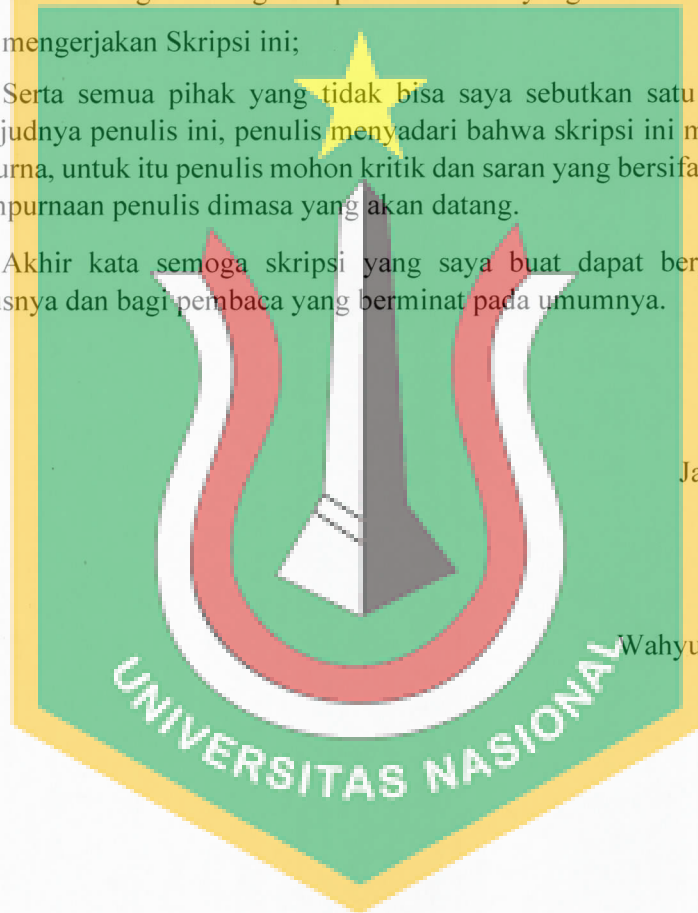 mengerjakan Skripsi ini;
Serta semua pihak yang tidak bisa saya sebutkan satu
judnya penulis ini, penulis menyadari bahwa skripsi ini
urna, untuk itu penulis mohon kritik dan saran yang bersifa
npurnaan penulis dimasa yang akan datang.
Akhir kata semoga skripsi yang saya buat dapat ber
usnya dan bagi pembaca yang berminat pada umumnya.
Ja
Wahyu
UNIVERSITAS NASIONAL